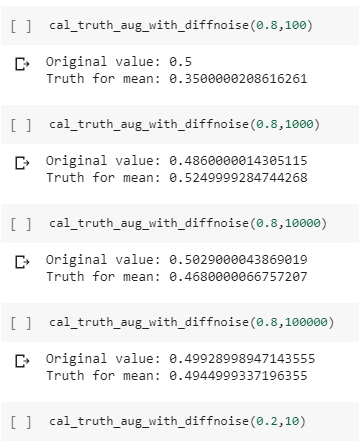 [ ] cal_truth_aug_with_diffnoise(0.8,100)
Original value: 0.5
Truth for mean: 0.3500000208616261
[ ] cal_truth_aug_with_diffnoise(0.8,1000)
Original value: 0.4860000014305115
Truth for mean: 0.5249999284744268
[ ] cal_truth_aug_with_diffnoise(0.8,10000)
Original value: 0.5029000043869019
Truth for mean: 0.4680000066757207
[ ] cal_truth_aug_with_diffnoise(0.8,100000)
Original value: 0.49928998947143555
Truth for mean: 0.4944999337196355
[ ] cal_truth_aug_with_diffnoise(0.2,10)